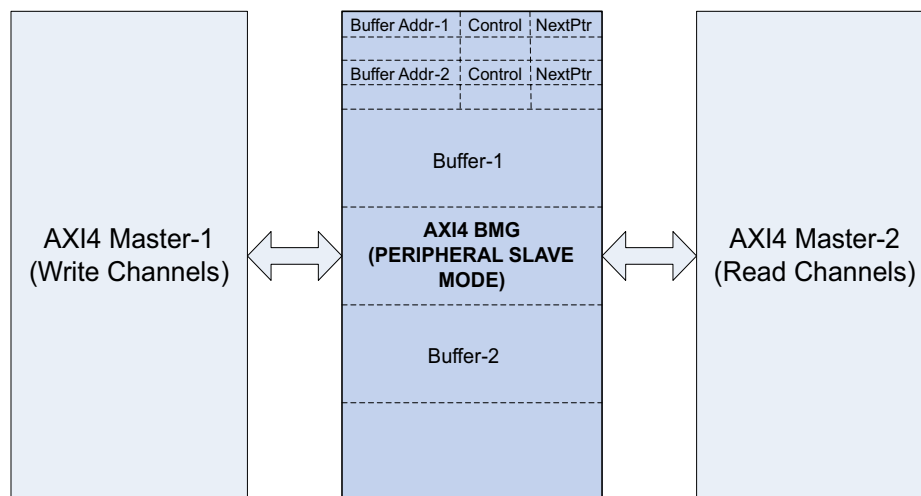 Buffer Addr-1 Control NextPtr
Buffer Addr-2 Control NextPtr
Buffer-1
AXI4 Master-1
(Write Channels)
AXI4 BMG
(PERIPHERAL SLAVE
MODE)
AXI4 Master-2
(Read Channels)
Buffer-2